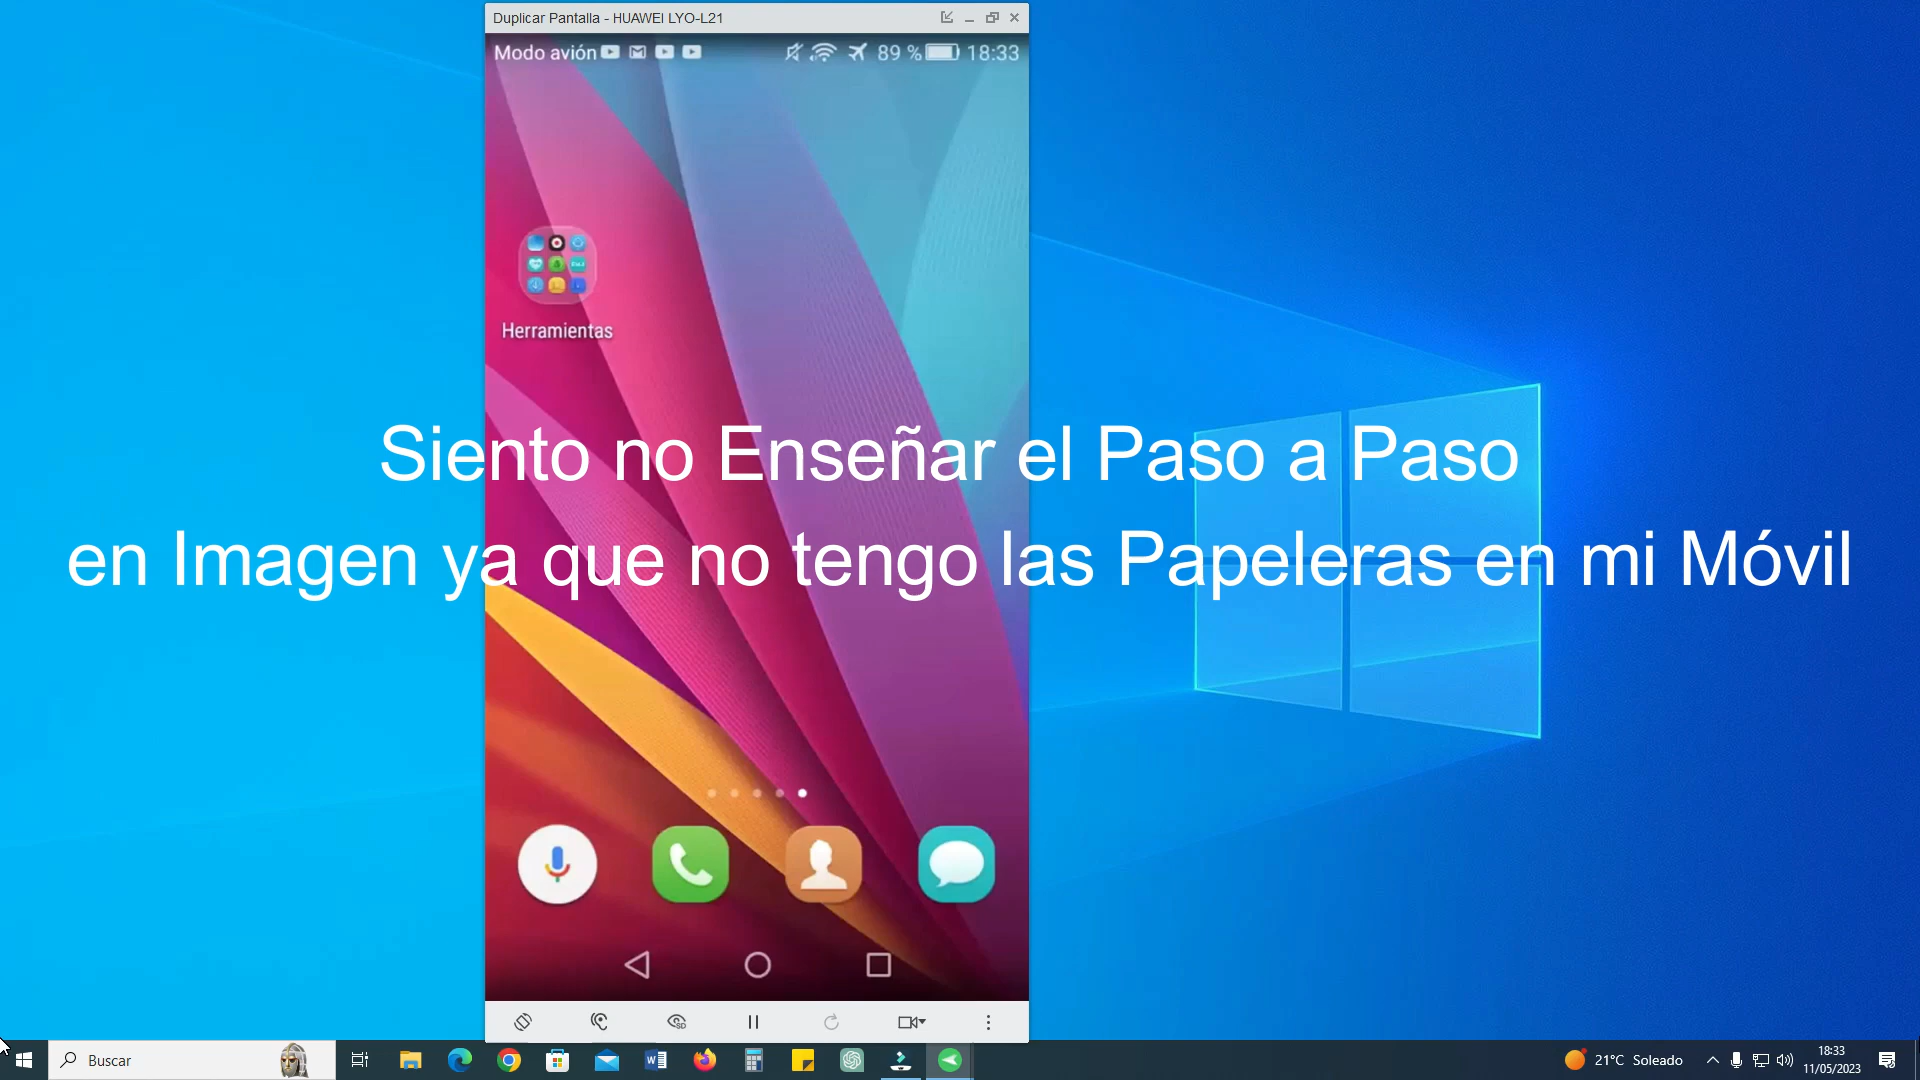 Duplicar Pantalla - HUAWEI LYO-L21
Modo avión 89 % 18:33
Herramientas
Siento no Enseñar el Paso a Paso
en Imagen ya que no tengo las Papeleras en mi Móvil
SD
Buscar
21°C Soleado
18:33
11/05/2023